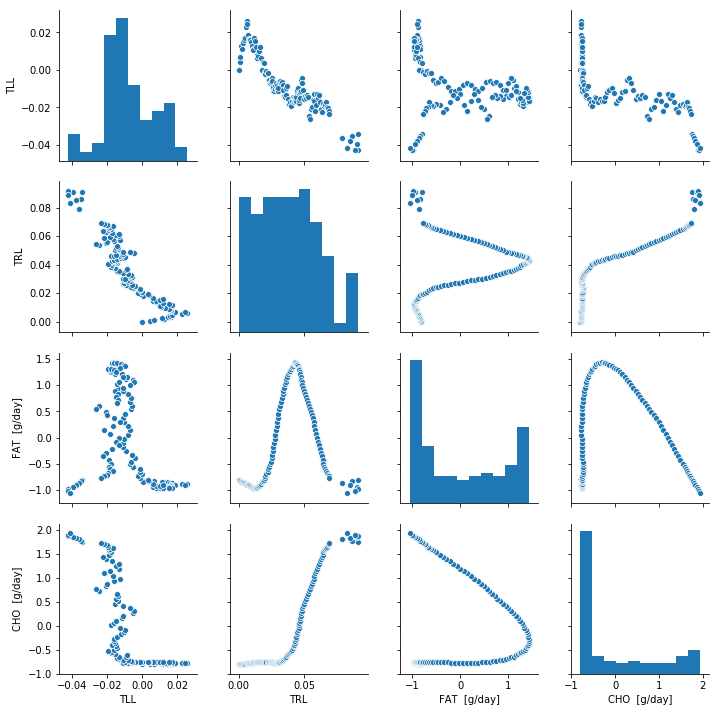 0.02
0.00
−0.02
−0.04
TLL
0.08
0.06
0.04
0.02
0.00
TRL
1.5
1.0
0.5
0.0
−0.5
−1.0
FAT [g/day]
2.0
1.5
1.0
0.5
0.0
−0.5
−1.0
CHO [g/day]
−0.04 −0.02 0.00 0.02
TLL
0.00 0.05
TRL
−1 0 1
FAT [g/day]
−1 0 1 2
CHO [g/day]